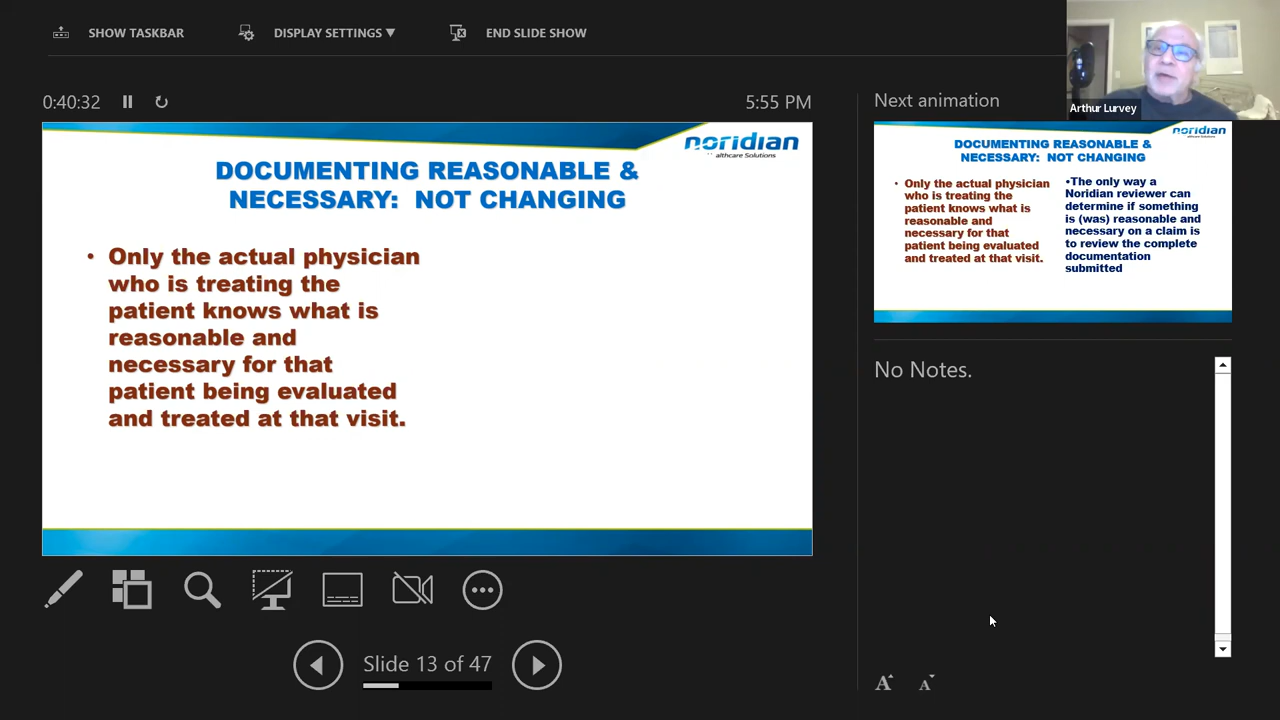 SHOW TASKBAR
DISPLAY SETTINGS ▼
END SLIDE SHOW
Arthur Lurvey
0:40:32
5:55 PM
noridian
althcare Solutions
DOCUMENTING REASONABLE &
NECESSARY: NOT CHANGING
• Only the actual physician
who is treating the
patient knows what is
reasonable and
necessary for that
patient being evaluated
and treated at that visit.
Slide 13 of 47
Next animation
noridian
althcare Solutions
DOCUMENTING REASONABLE &
NECESSARY: NOT CHANGING
• Only the actual physician
who is treating the
patient knows what is
reasonable and
necessary for that
patient being evaluated
and treated at that visit.
•The only way a
Noridian reviewer can
determine if something
is (was) reasonable and
necessary on a claim is
to review the complete
documentation
submitted
No Notes.
A
A